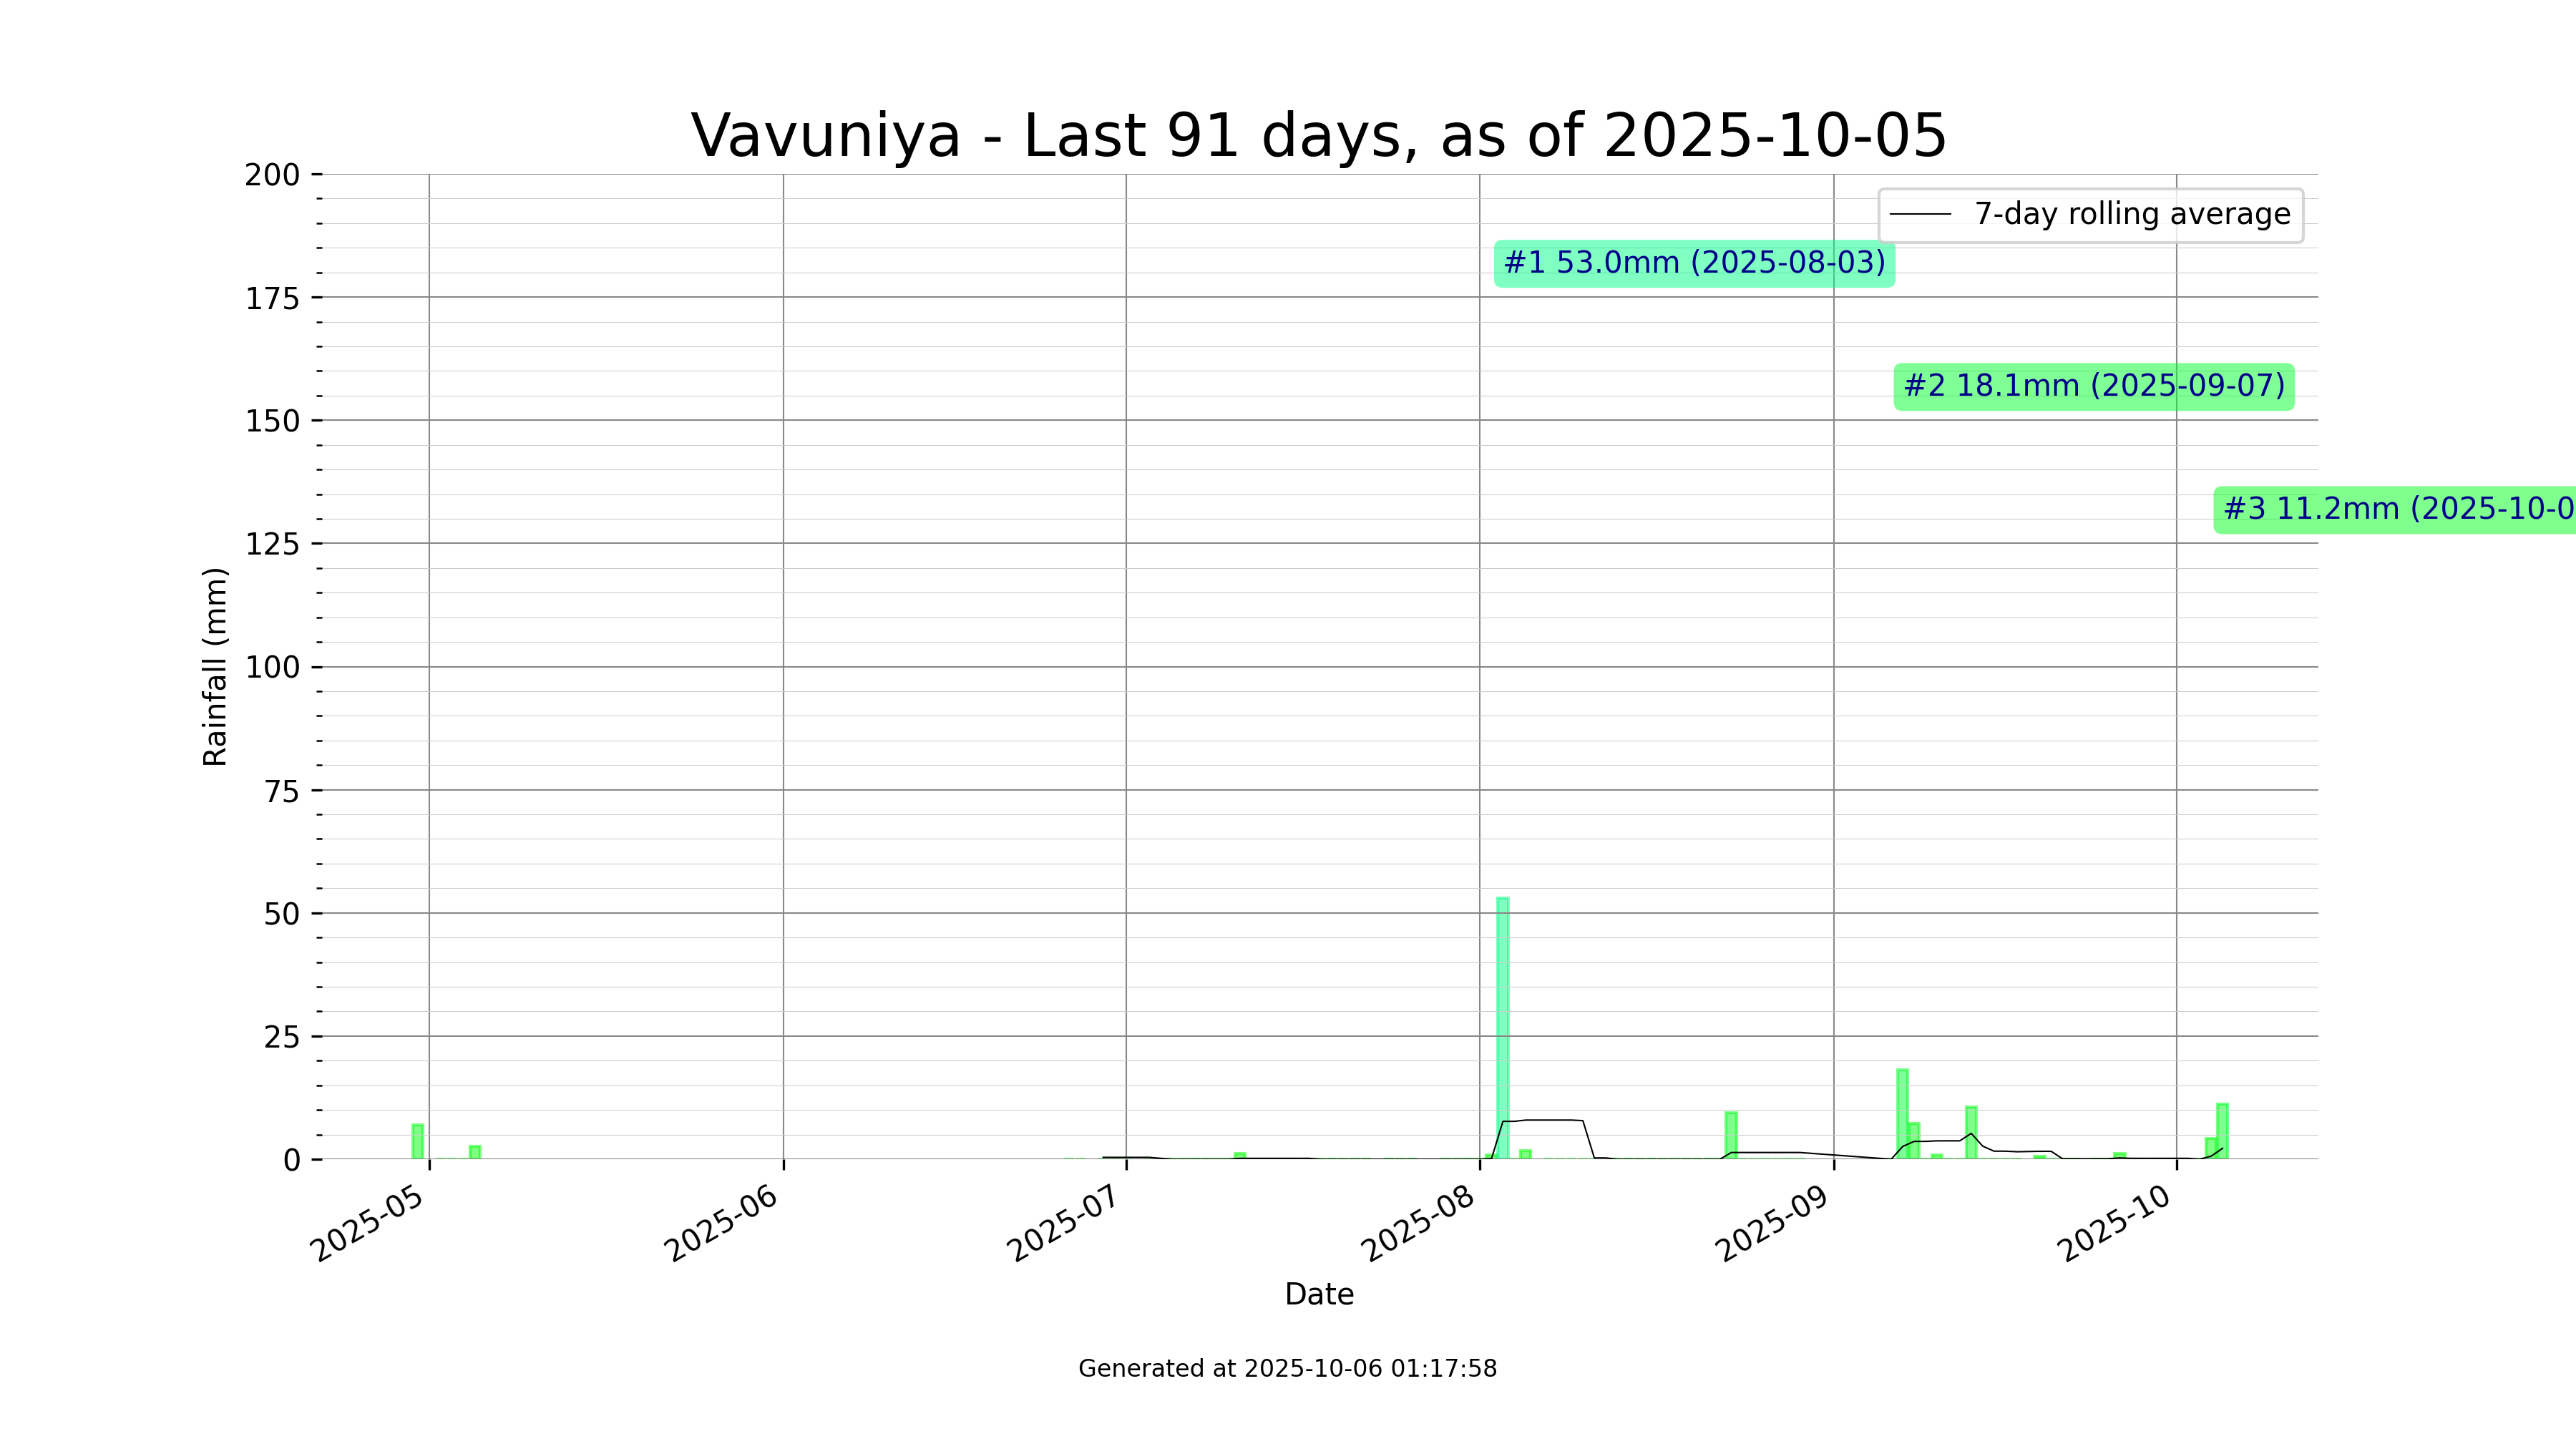 Vavuniya - Last 91 days, as of 2025-10-05
7-day rolling average
#1 53.0mm (2025-08-03)
#2 18.1mm (2025-09-07)
#3 11.2mm (2025-10-0
Rainfall (mm)
200
175
150
125
100
75
50
25
0
2025-05
2025-06
2025-07
2025-08
2025-09
2025-10
Date
Generated at 2025-10-06 01:17:58